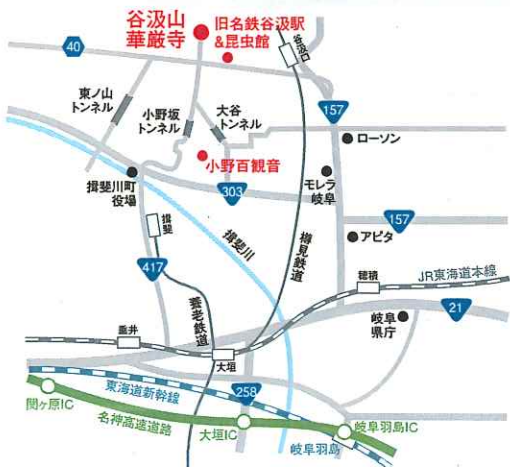 谷汲山
華厳寺
旧名鉄谷汲駅
&昆虫館
谷汲口
40
東ノ山
トンネル
小野坂
トンネル
大谷
トンネル
157
ローソン
小野百観音
揖斐川町
役場
303
モレラ
岐阜
揖斐
揖斐川
樽見鉄道
157
アピタ
417
養老鉄道
穂積
JR東海道本線
21
岐阜
県庁
垂井
大垣
258
東海道新幹線
関ヶ原IC
名神高速道路
大垣IC
岐阜羽島IC
岐阜羽島